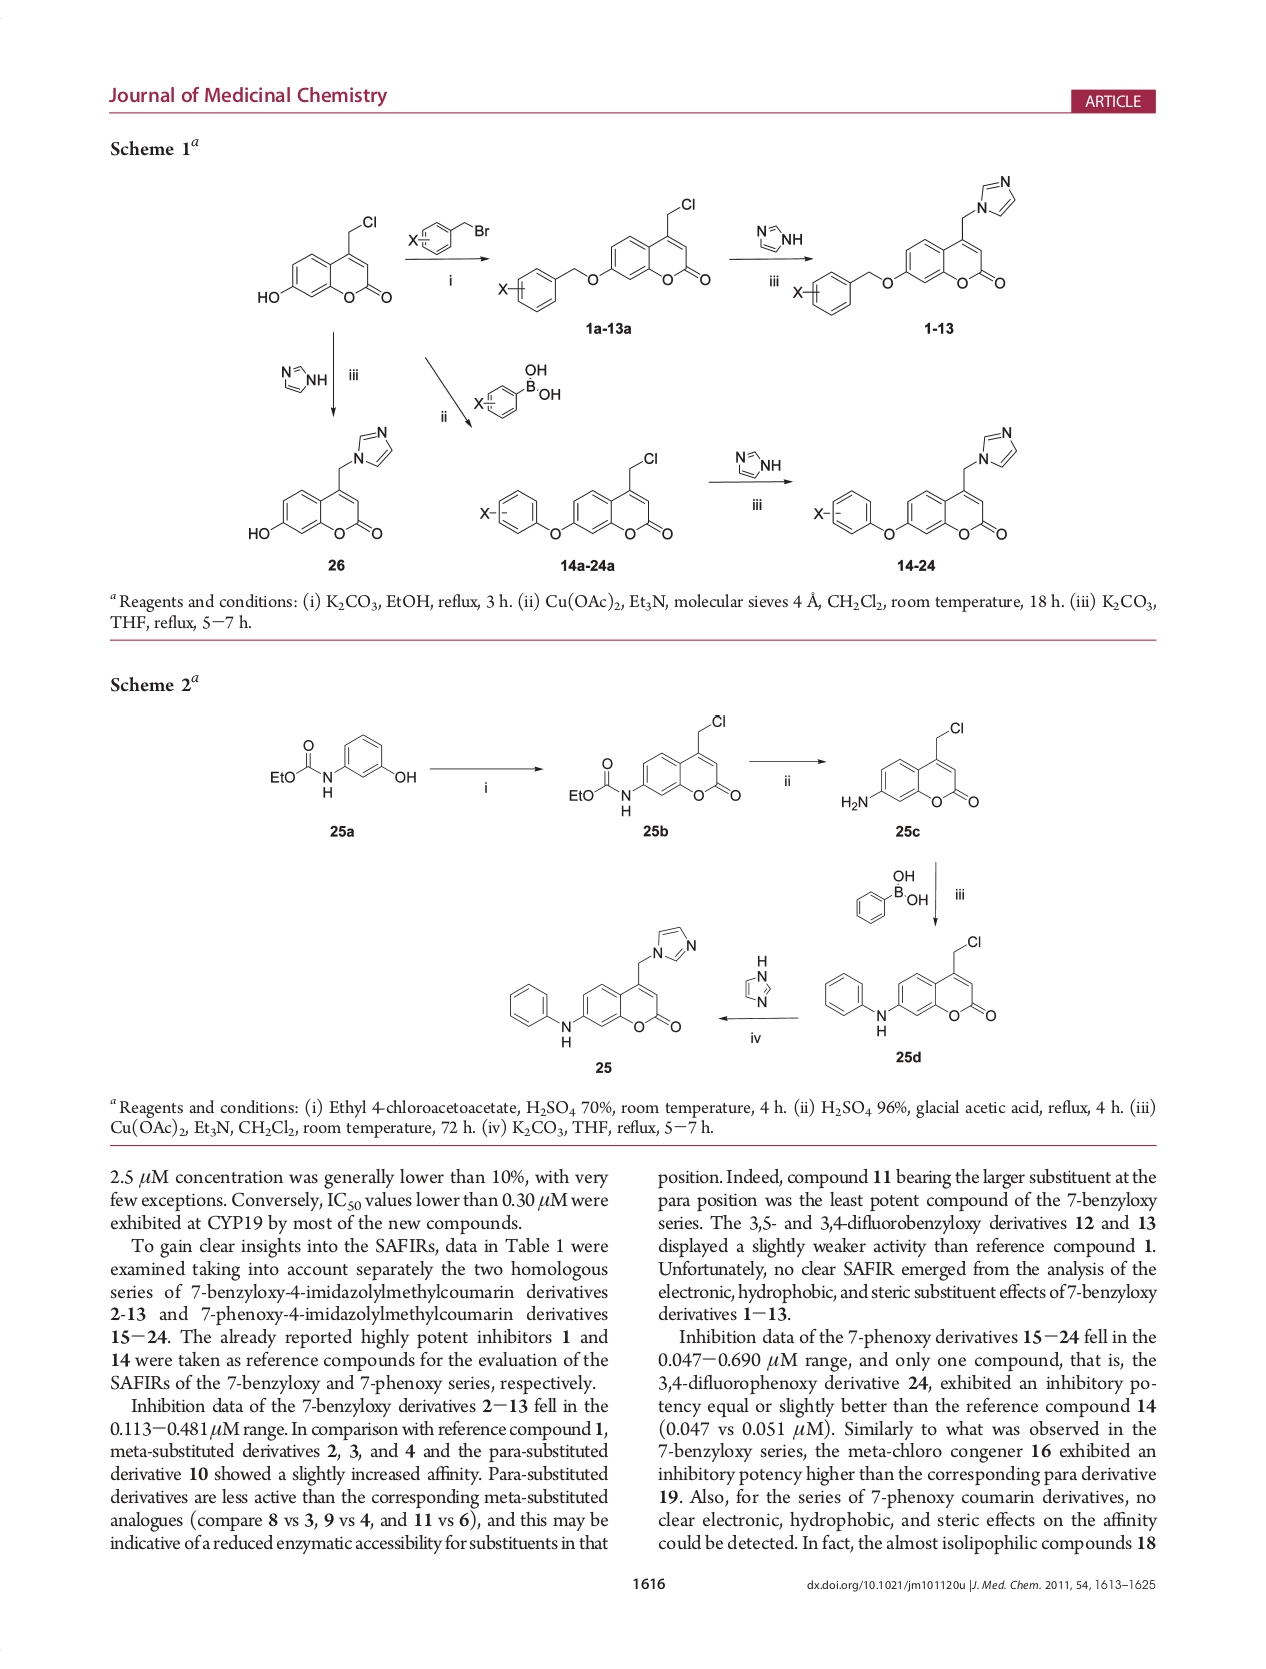 Journal of Medicinal Chemistry
ARTICLE
Scheme 1a
Cl
HO
O
O
X
Br
i
Cl
X
O
O
O
1a-13a
N
NH
iii
N
N
X
O
O
O
1-13
N
NH
iii
ii
X
OH
B
OH
N
N
HO
O
O
26
Cl
X
O
O
O
14a-24a
N
NH
iii
N
N
X
O
O
O
14-24
a Reagents and conditions: (i) K2CO3, EtOH, reflux, 3 h. (ii) Cu(OAc)2, Et3N, molecular sieves 4 Å, CH2Cl2, room temperature, 18 h. (iii) K2CO3,
THF, reflux, 5−7 h.
Scheme 2a
O
EtO
N
H
OH
25a
i
Cl
O
EtO
N
H
O
O
25b
ii
Cl
H2N
O
O
25c
OH
B
OH
iii
N
N
N
H
O
O
25
H
N
N
iv
Cl
N
H
O
O
25d
a Reagents and conditions: (i) Ethyl 4-chloroacetoacetate, H2SO4 70%, room temperature, 4 h. (ii) H2SO4 96%, glacial acetic acid, reflux, 4 h. (iii)
Cu(OAc)2, Et3N, CH2Cl2, room temperature, 72 h. (iv) K2CO3, THF, reflux, 5−7 h.
2.5 μM concentration was generally lower than 10%, with very
few exceptions. Conversely, IC50 values lower than 0.30 μM were
exhibited at CYP19 by most of the new compounds.
To gain clear insights into the SAFIRs, data in Table 1 were
examined taking into account separately the two homologous
series of 7-benzyloxy-4-imidazolylmethylcoumarin derivatives
2-13 and 7-phenoxy-4-imidazolylmethylcoumarin derivatives
15−24. The already reported highly potent inhibitors 1 and
14 were taken as reference compounds for the evaluation of the
SAFIRs of the 7-benzyloxy and 7-phenoxy series, respectively.
Inhibition data of the 7-benzyloxy derivatives 2−13 fell in the
0.113−0.481 μM range. In comparison with reference compound 1,
meta-substituted derivatives 2, 3, and 4 and the para-substituted
derivative 10 showed a slightly increased affinity. Para-substituted
derivatives are less active than the corresponding meta-substituted
analogues (compare 8 vs 3, 9 vs 4, and 11 vs 6), and this may be
indicative of a reduced enzymatic accessibility for substituents in that
position. Indeed, compound 11 bearing the larger substituent at the
para position was the least potent compound of the 7-benzyloxy
series. The 3,5- and 3,4-difluorobenzyloxy derivatives 12 and 13
displayed a slightly weaker activity than reference compound 1.
Unfortunately, no clear SAFIR emerged from the analysis of the
electronic, hydrophobic, and steric substituent effects of 7-benzyloxy
derivatives 1−13.
Inhibition data of the 7-phenoxy derivatives 15−24 fell in the
0.047−0.690 μM range, and only one compound, that is, the
3,4-difluorophenoxy derivative 24, exhibited an inhibitory po-
tency equal or slightly better than the reference compound 14
(0.047 vs 0.051 μM). Similarly to what was observed in the
7-benzyloxy series, the meta-chloro congener 16 exhibited an
inhibitory potency higher than the corresponding para derivative
19. Also, for the series of 7-phenoxy coumarin derivatives, no
clear electronic, hydrophobic, and steric effects on the affinity
could be detected. In fact, the almost isolipophilic compounds 18
1616
dx.doi.org/10.1021/jm101120u |J. Med. Chem. 2011, 54, 1613–1625